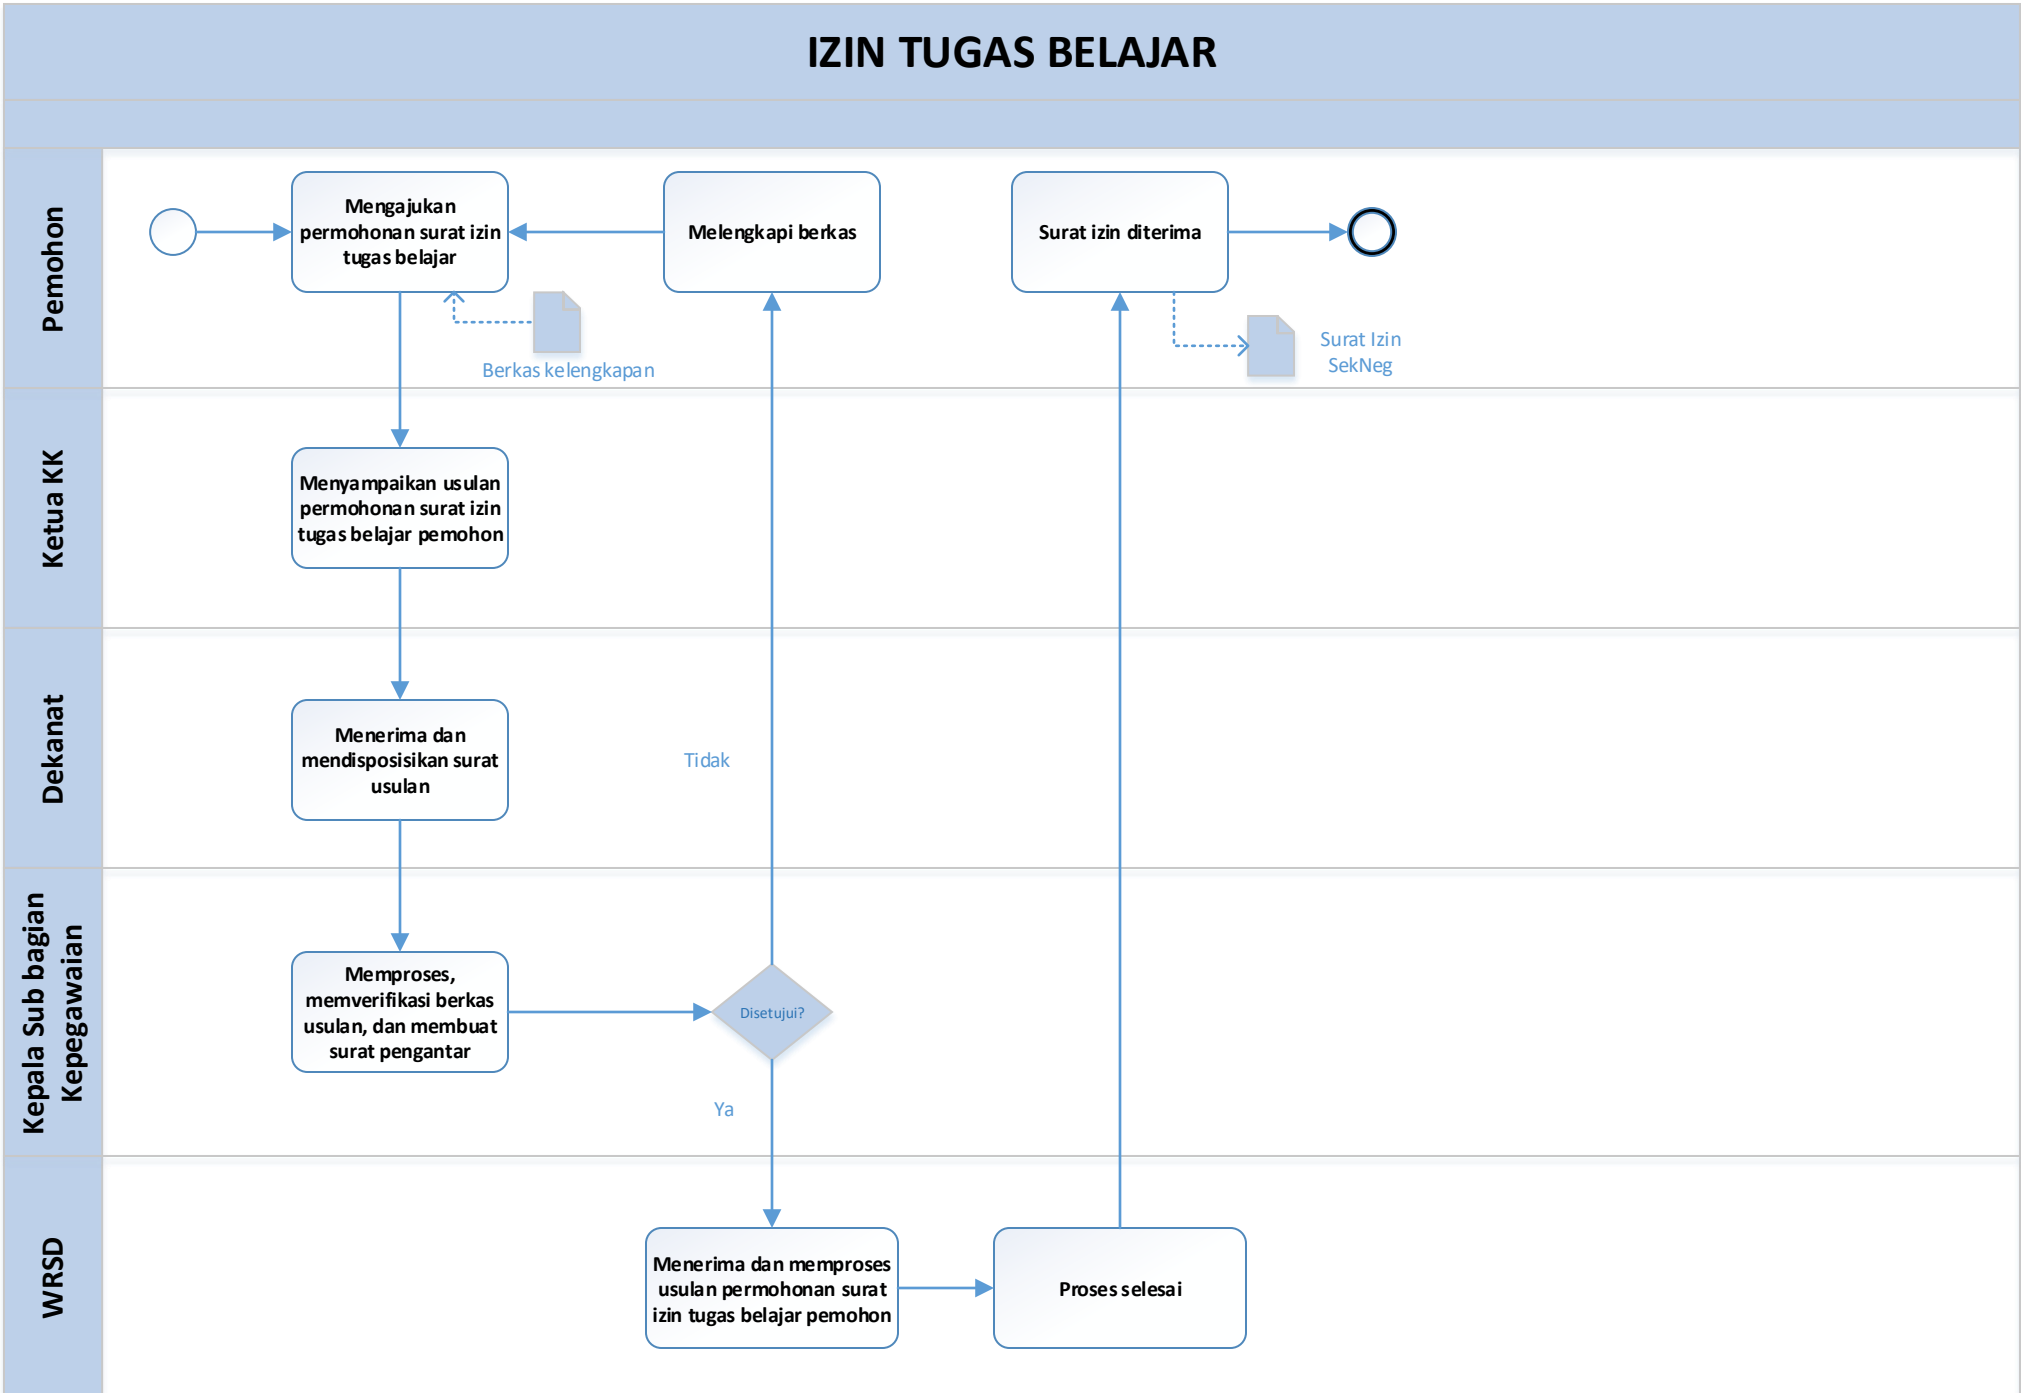 IZIN TUGAS BELAJAR
Pemohon
Mengajukan
permohonan surat izin
tugas belajar
Melengkapi berkas
Surat izin diterima
Berkas kelengkapan
Surat Izin
SekNeg
Ketua KK
Menyampaikan usulan
permohonan surat izin
tugas belajar pemohon
Dekanat
Menerima dan
mendisposisikan surat
usulan
Tidak
Kepala Sub bagian
Kepegawaian
Memproses,
memverifikasi berkas
usulan, dan membuat
surat pengantar
Disetujui?
Ya
WRSD
Menerima dan memproses
usulan permohonan surat
izin tugas belajar pemohon
Proses selesai